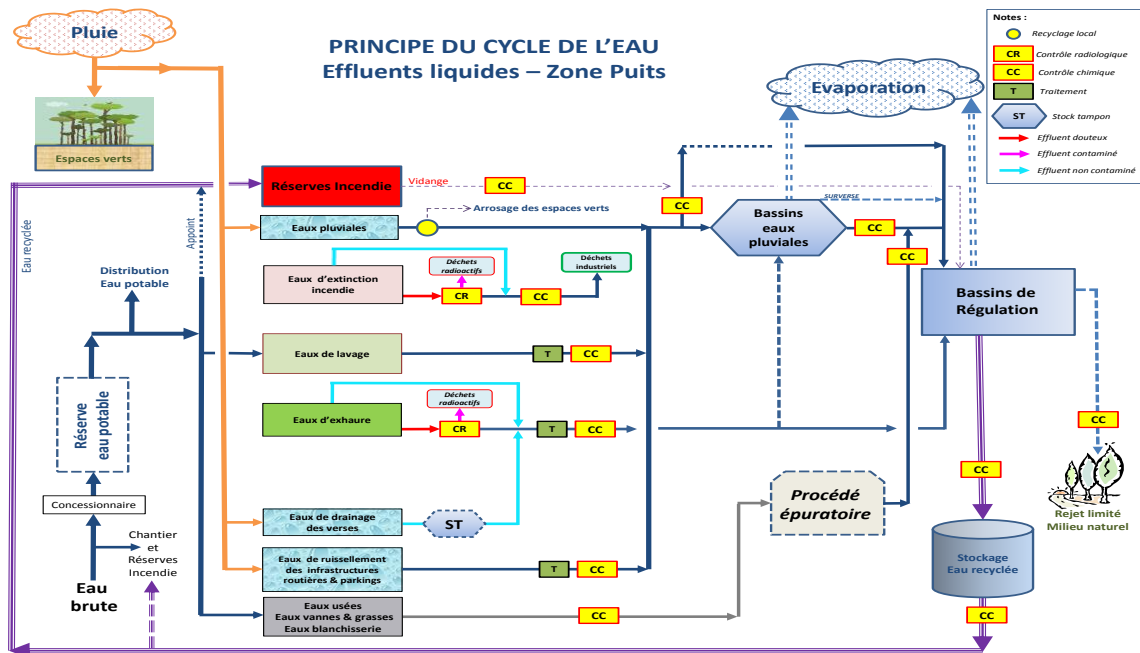 Pluie
PRINCIPE DU CYCLE DE L'EAU
Effluents liquides – Zone Puits
Evaporation
Notes :
Recyclage local
CR
Contrôle radiologique
CC
Contrôle chimique
T
Traitement
ST
Stock tampon
Effluent douteux
Effluent contaminé
Effluent non contaminé
Espaces verts
Réserves Incendie
Vidange
CC
CC
SURVERSE
Arrosage des espaces verts
Eaux pluviales
Bassins
eaux
pluviales
CC
CC
Eau recyclée
Appoint
Distribution
Eau potable
Eaux d'extinction
incendie
Déchets
radioactifs
CR
CC
Déchets
industriels
Bassins de
Régulation
Eaux de lavage
T
CC
Réserve
eau potable
Eaux d'exhaure
Déchets
radioactifs
CR
T
CC
CC
CC
Concessionnaire
Procédé
épuratoire
Rejet limité
Milieu naturel
Eaux de drainage
des verses
ST
Chantier
et
Réserves
Incendie
Eau
brute
Eaux de ruissellement
des infrastructures
routières & parkings
T
CC
Stockage
Eau recyclée
Eaux usées
Eaux vannes & grasses
Eaux blanchisserie
CC
CC